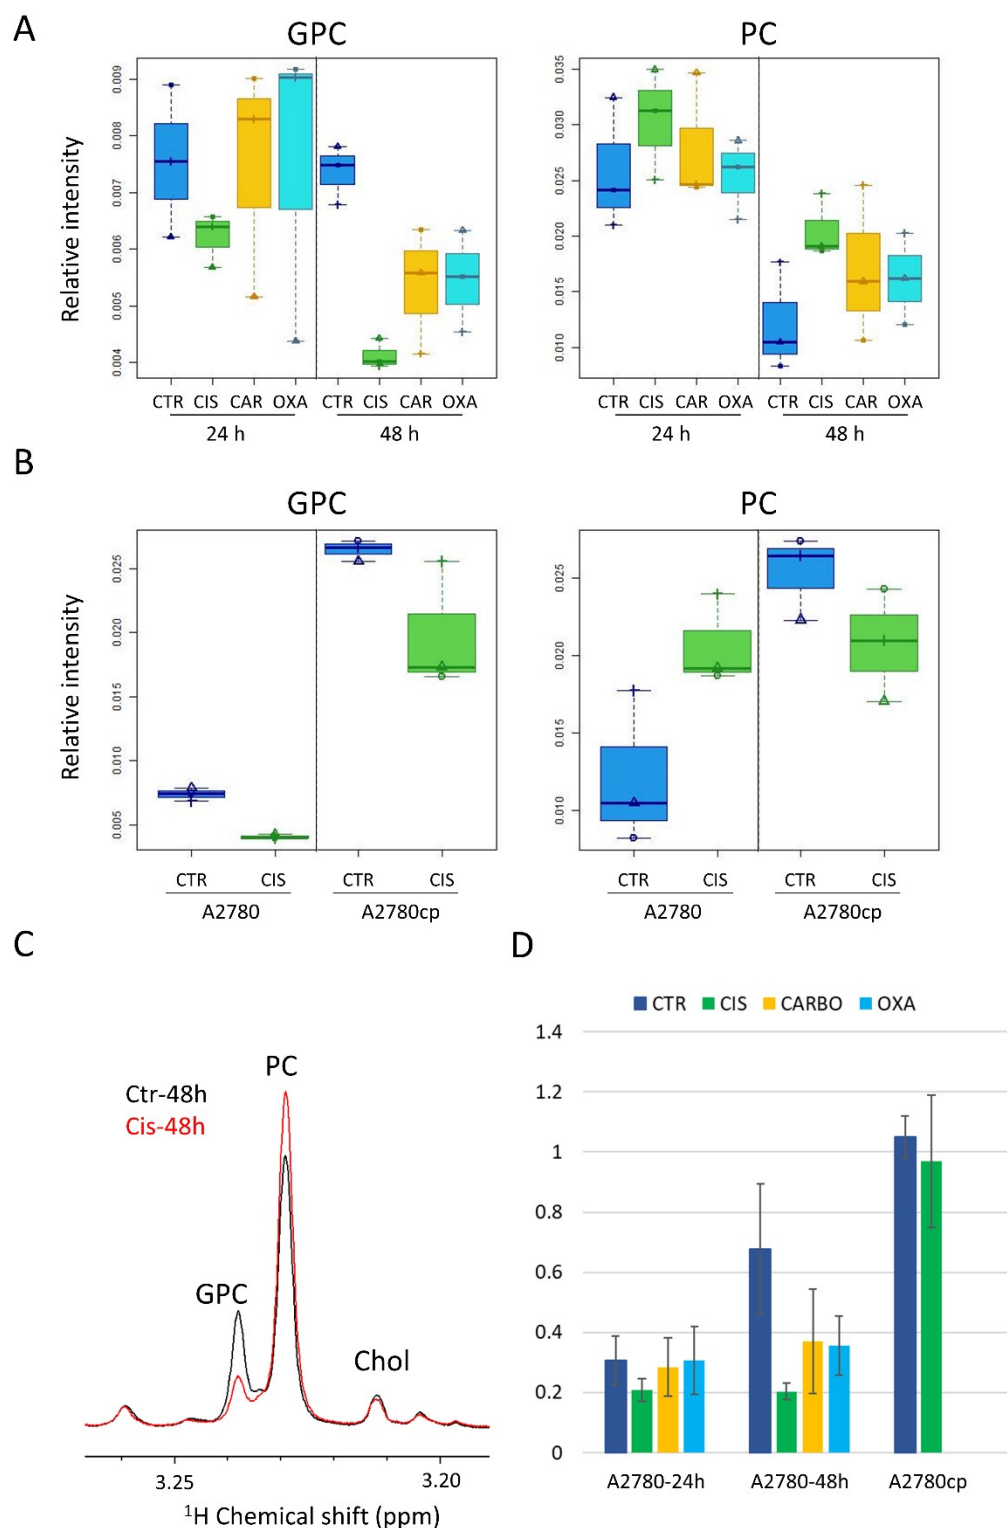 A
GPC
PC
Relative intensity
0.009
0.008
0.007
0.006
0.005
0.004
0.035
0.030
0.025
0.020
0.015
0.010
CTR CIS CAR OXA CTR CIS CAR OXA
24 h 48 h
CTR CIS CAR OXA CTR CIS CAR OXA
24 h 48 h
B
GPC
PC
Relative intensity
0.025
0.020
0.015
0.010
0.005
0.025
0.020
0.015
0.010
CTR CIS CTR CIS
A2780 A2780cp
CTR CIS CTR CIS
A2780 A2780cp
C
Ctr-48h
Cis-48h
PC
GPC
Chol
3.25 3.20
¹H Chemical shift (ppm)
D
CTR CIS CARBO OXA
1.4
1.2
1
0.8
0.6
0.4
0.2
0
A2780-24h A2780-48h A2780cp